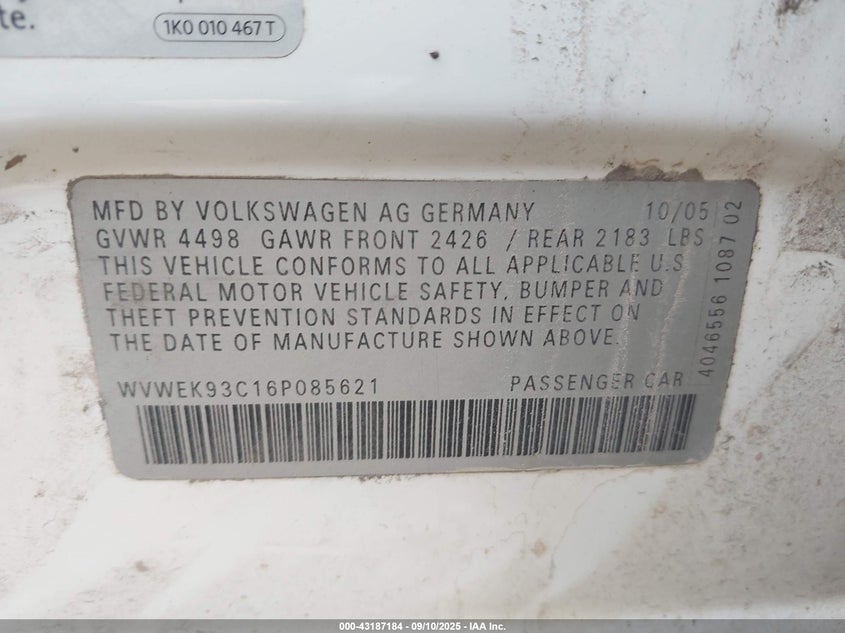 te.
1K0 010 467 T
MFD BY VOLKSWAGEN AG GERMANY 10/05
GVWR 4498 GAWR FRONT 2426 / REAR 2183 LBS
THIS VEHICLE CONFORMS TO ALL APPLICABLE U.S
FEDERAL MOTOR VEHICLE SAFETY, BUMPER AND
THEFT PREVENTION STANDARDS IN EFFECT ON
THE DATE OF MANUFACTURE SHOWN ABOVE.
WVWEK93C16P085621 PASSENGER CAR
4046556 1087 02
000-43187184 - 09/10/2025 - IAA Inc.